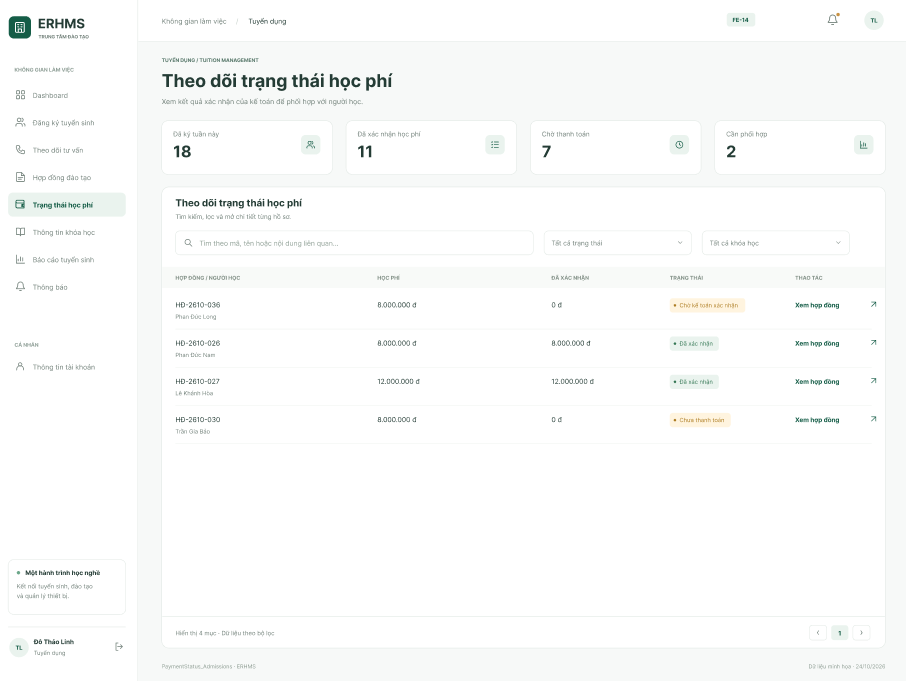 ERHMS
TRUNG TÂM ĐÀO TẠO
KHÔNG GIAN LÀM VIỆC
Dashboard
Đăng ký tuyển sinh
Theo dõi tư vấn
Hợp đồng đào tạo
Trạng thái học phí
Thông tin khóa học
Báo cáo tuyển sinh
Thông báo
CÁ NHÂN
Thông tin tài khoản
Một hành trình học nghề
Kết nối tuyển sinh, đào tạo
và quản lý thiết bị.
TL
Đỗ Thảo Linh
Tuyển dụng
Không gian làm việc / Tuyển dụng
FE-14
TL
TUYỂN DỤNG / TUITION MANAGEMENT
Theo dõi trạng thái học phí
Xem kết quả xác nhận của kế toán để phối hợp với người học.
Đã ký tuần này
18
Đã xác nhận học phí
11
Chờ thanh toán
7
Cần phối hợp
2
Theo dõi trạng thái học phí
Tìm kiếm, lọc và mở chi tiết từng hồ sơ.
Tìm theo mã, tên hoặc nội dung liên quan...
Tất cả trạng thái
Tất cả khóa học
HỢP ĐỒNG / NGƯỜI HỌC HỌC PHÍ ĐÃ XÁC NHẬN TRẠNG THÁI THAO TÁC
HĐ-2610-036 8.000.000 đ 0 đ Chờ kế toán xác nhận Xem hợp đồng
Phan Đức Long
HĐ-2610-026 8.000.000 đ 8.000.000 đ Đã xác nhận Xem hợp đồng
Phan Đức Nam
HĐ-2610-027 12.000.000 đ 12.000.000 đ Đã xác nhận Xem hợp đồng
Lê Khánh Hòa
HĐ-2610-030 8.000.000 đ 0 đ Chưa thanh toán Xem hợp đồng
Trần Gia Bảo
Hiển thị 4 mục · Dữ liệu theo bộ lọc
1
PaymentStatus_Admissions · ERHMS
Dữ liệu minh họa · 24/10/2026